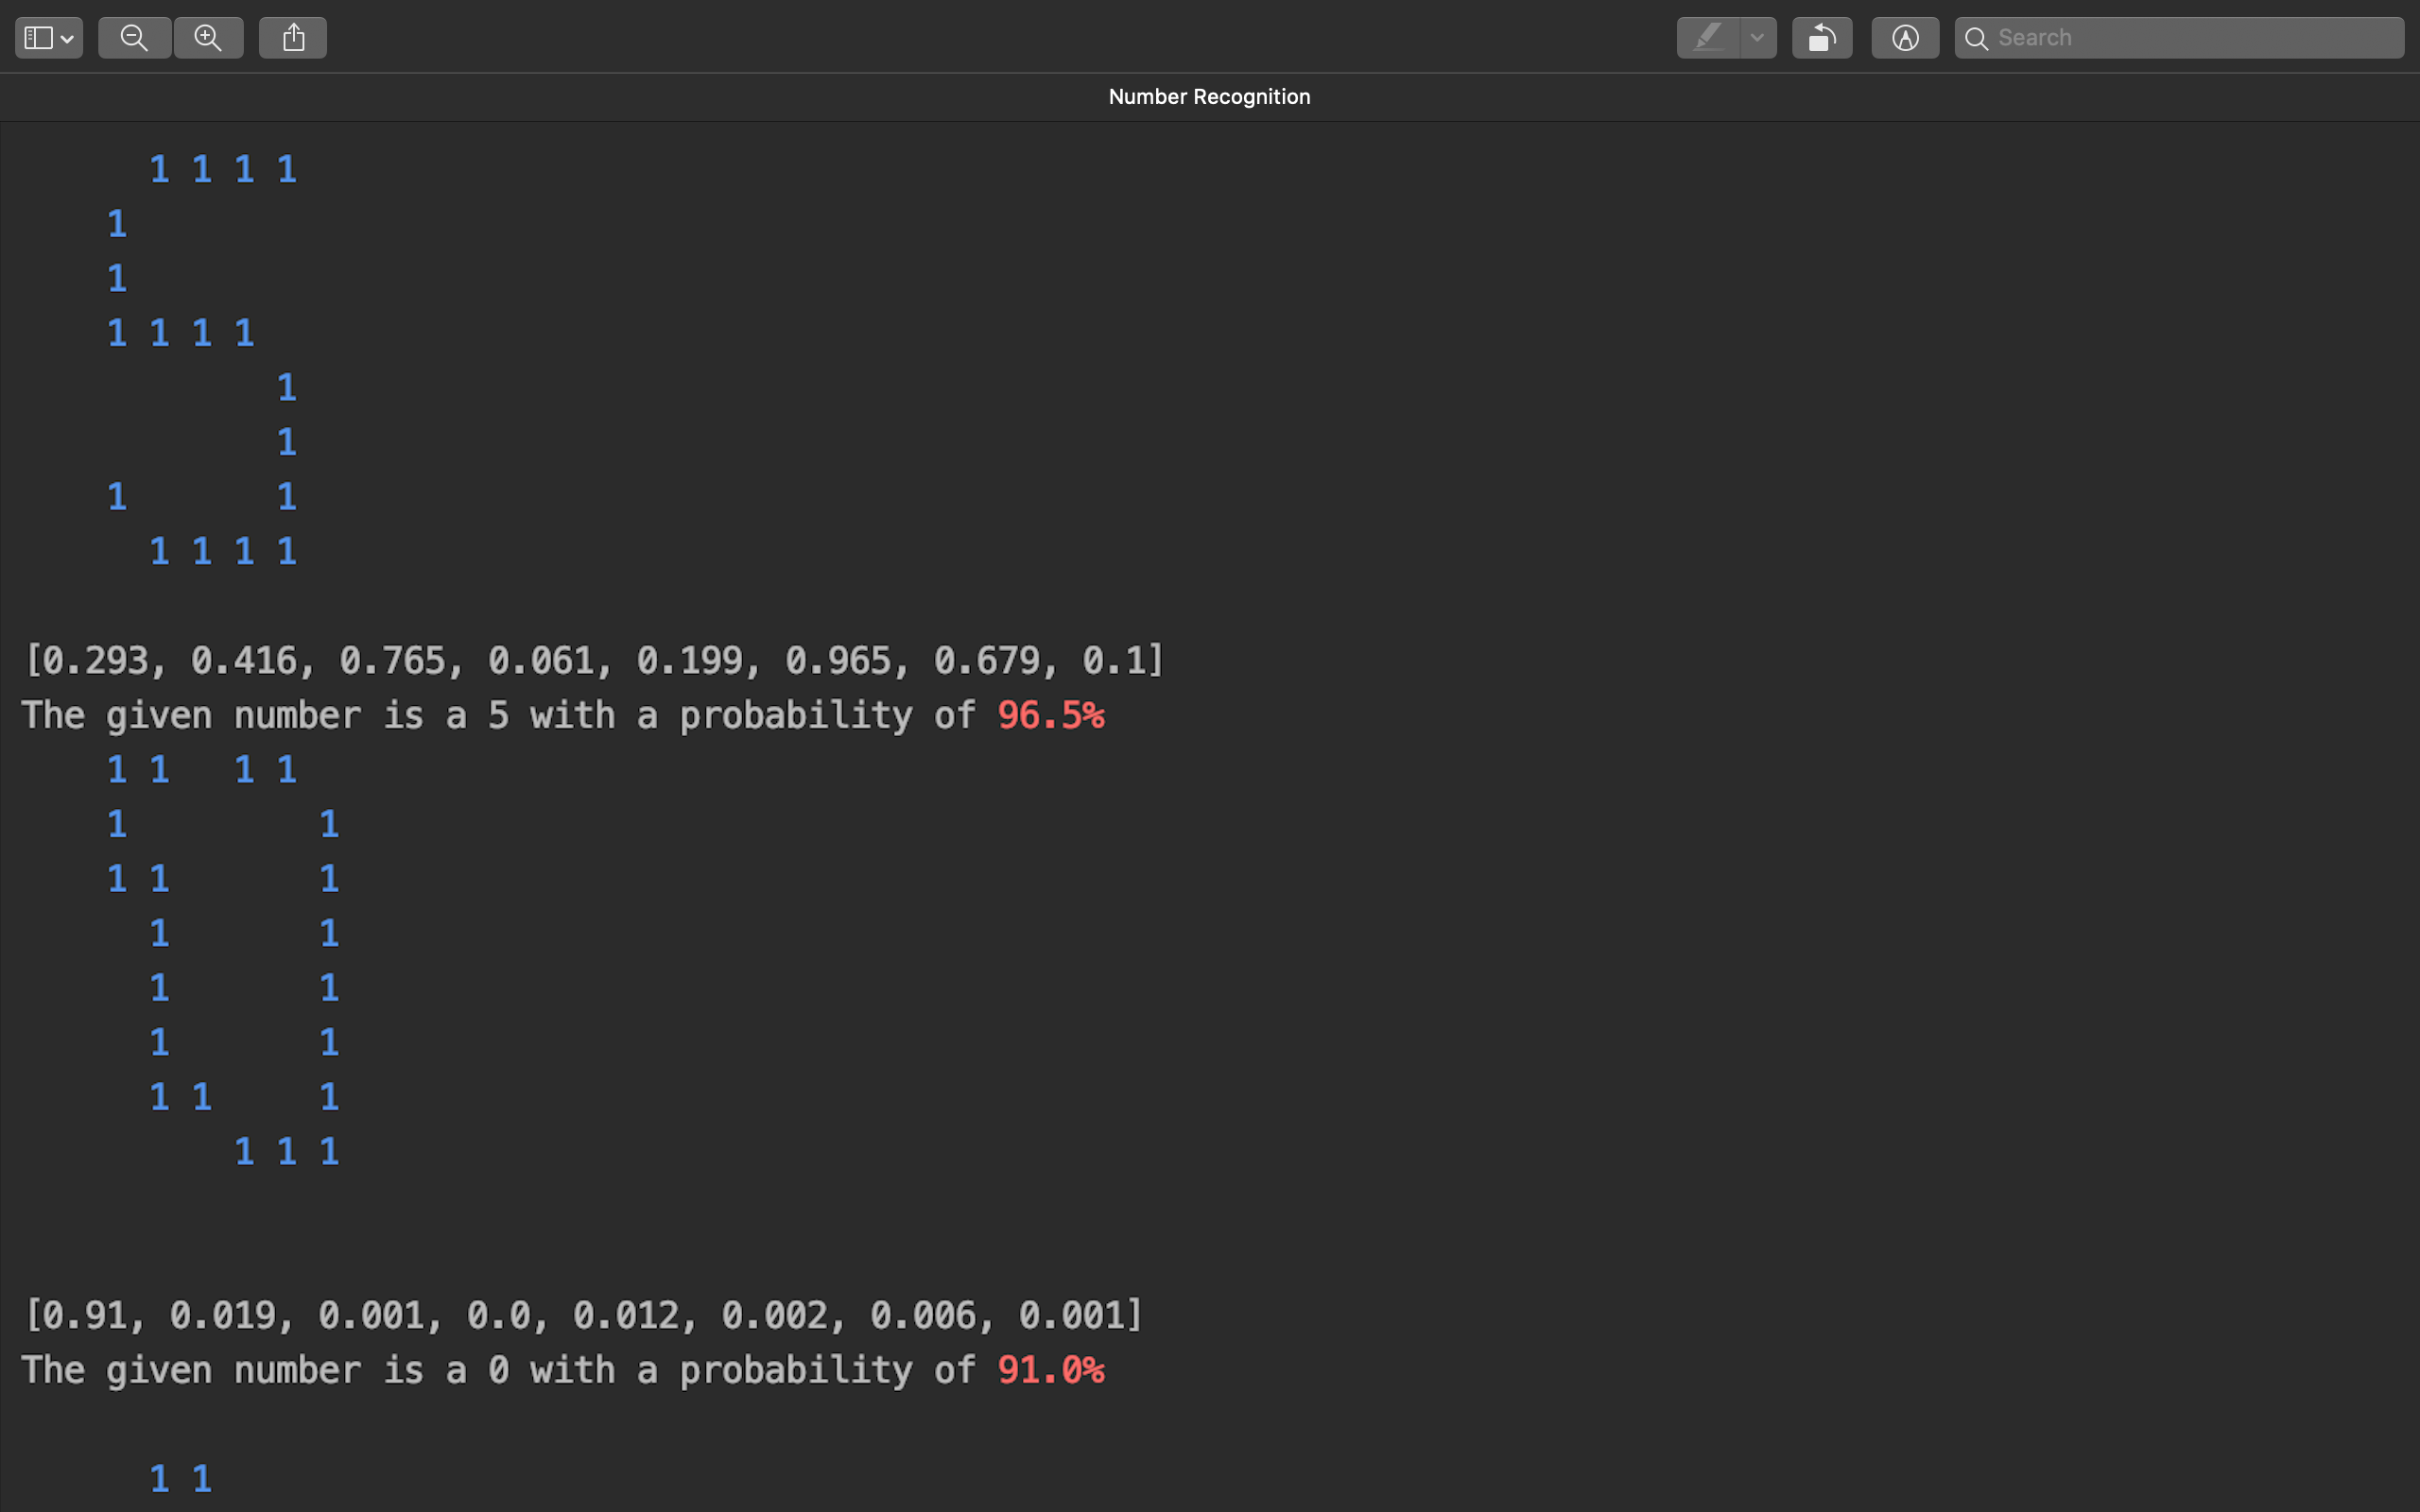 Search
Number Recognition
1 1 1 1
1
1
1 1 1 1
1
1
1 1
1 1 1 1
[0.293, 0.416, 0.765, 0.061, 0.199, 0.965, 0.679, 0.1]
The given number is a 5 with a probability of 96.5%
1 1 1 1
1 1
1 1 1
1 1
1 1
1 1
1 1 1
1 1 1
[0.91, 0.019, 0.001, 0.0, 0.012, 0.002, 0.006, 0.001]
The given number is a 0 with a probability of 91.0%
1 1